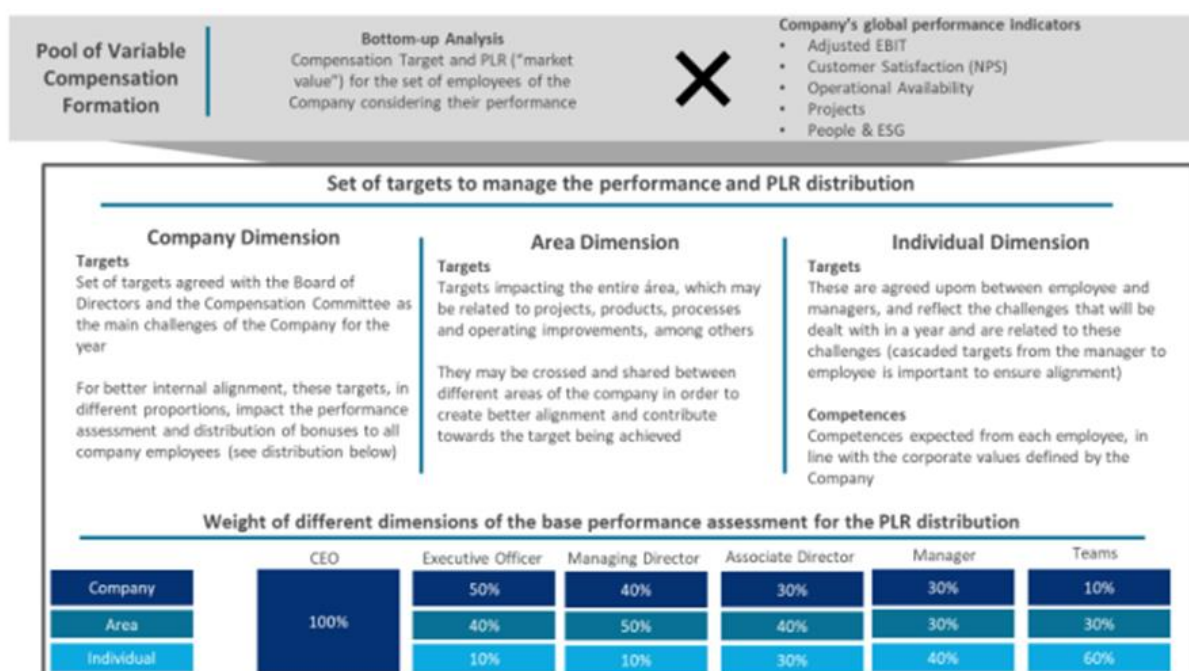 Pool of Variable
Compensation
Formation
Bottom-up Analysis
Compensation Target and PLR ("market
value") for the set of employees of the
Company considering their performance
Company's global performance indicators
• Adjusted EBIT
• Customer Satisfaction (NPS)
• Operational Availability
• Projects
• People & ESG
Set of targets to manage the performance and PLR distribution
Company Dimension
Targets
Set of targets agreed with the Board of
Directors and the Compensation Committee as
the main challenges of the Company for the
year
For better internal alignment, these targets, in
different proportions, impact the performance
assessment and distribution of bonuses to all
company employees (see distribution below)
Area Dimension
Targets
Targets impacting the entire área, which may
be related to projects, products, processes
and operating improvements, among others
They may be crossed and shared between
different areas of the company in order to
create better alignment and contribute
towards the target being achieved
Individual Dimension
Targets
These are agreed upom between employee and
managers, and reflect the challenges that will be
dealt with in a year and are related to these
challenges (cascaded targets from the manager to
employee is important to ensure alignment)
Competences
Competences expected from each employee, in
line with the corporate values defined by the
Company
Weight of different dimensions of the base performance assessment for the PLR distribution
CEO Executive Officer Managing Director Associate Director Manager Teams
Company 50% 40% 30% 30% 10%
Area 100% 40% 50% 40% 30% 30%
Individual 10% 10% 30% 40% 60%